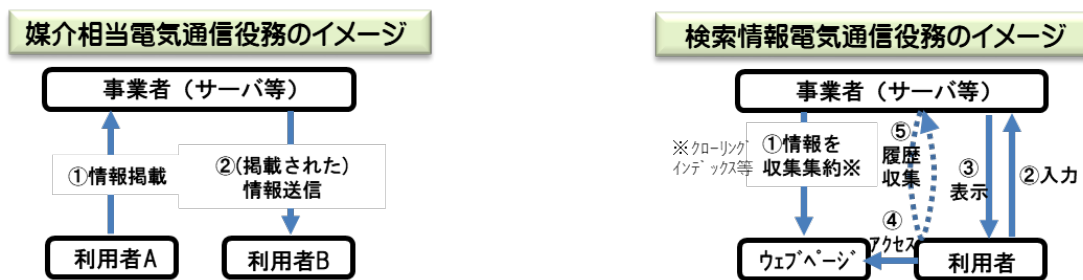 媒介相当電気通信役務のイメージ
事業者（サーバ等）
①情報掲載
②(掲載された)
情報送信
利用者A
利用者B
検索情報電気通信役務のイメージ
事業者（サーバ等）
※クローリング
インデックス等
①情報を
収集集約※
⑤
履歴
収集
③
表示
②入力
④
アクセス
ウェブページ
利用者